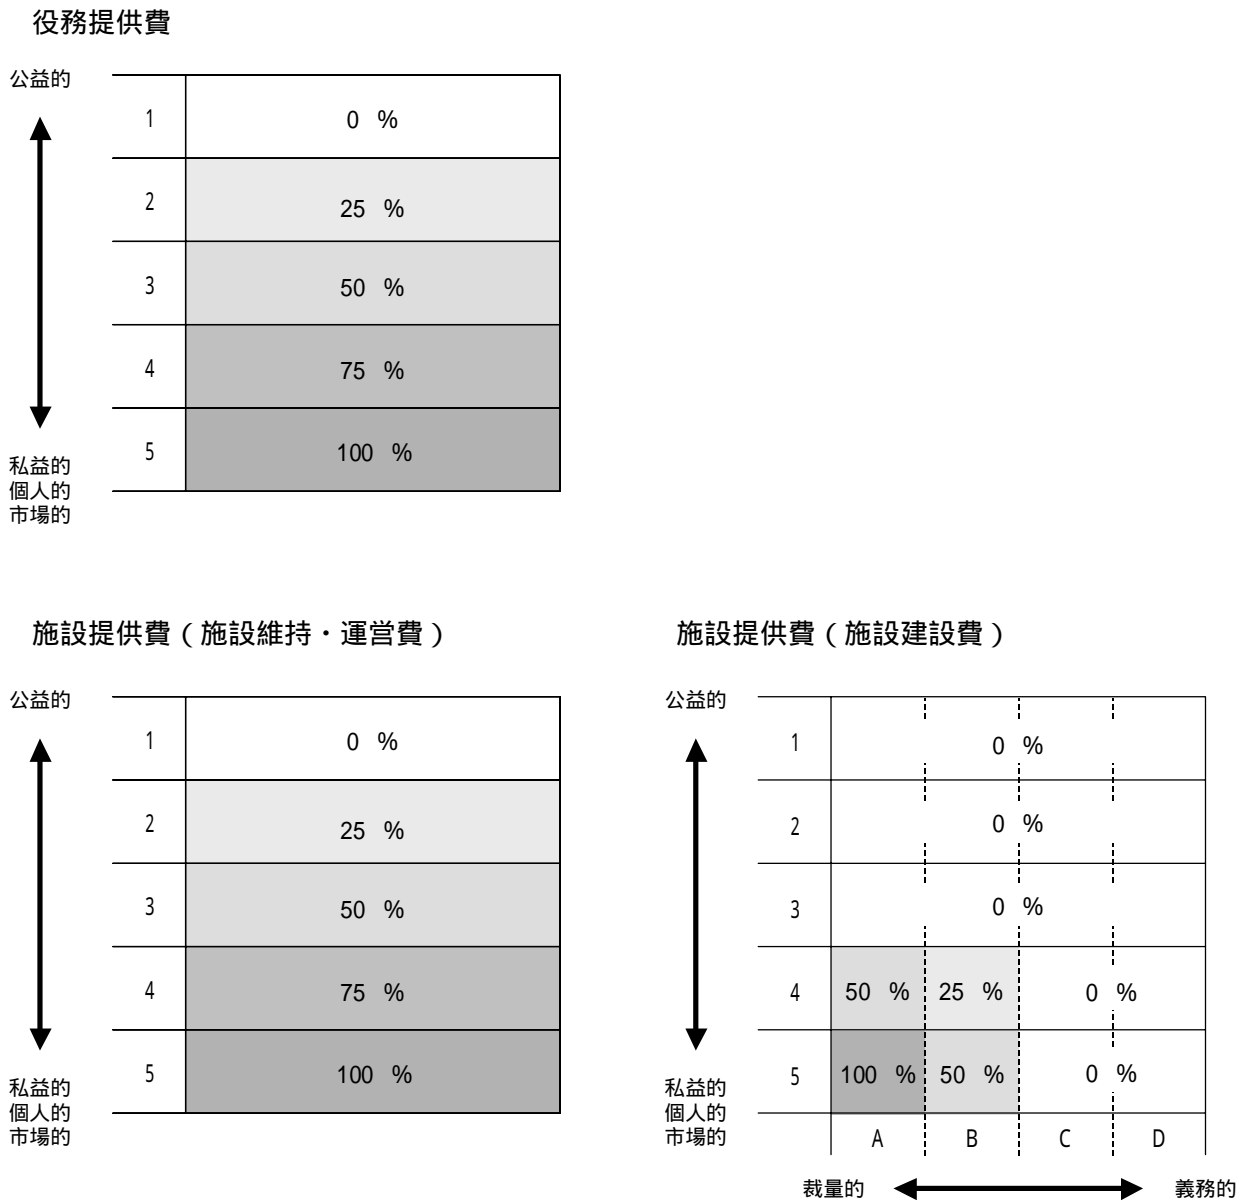 役務提供費
公益的
1 0 %
2 25 %
3 50 %
4 75 %
5 100 %
私益的
個人的
市場的
施設提供費（施設維持・運営費）
公益的
1 0 %
2 25 %
3 50 %
4 75 %
5 100 %
私益的
個人的
市場的
施設提供費（施設建設費）
公益的
1 0 %
2 0 %
3 0 %
4 50 % 25 % 0 %
5 100 % 50 % 0 %
私益的
個人的
市場的
A B C D
裁量的 義務的